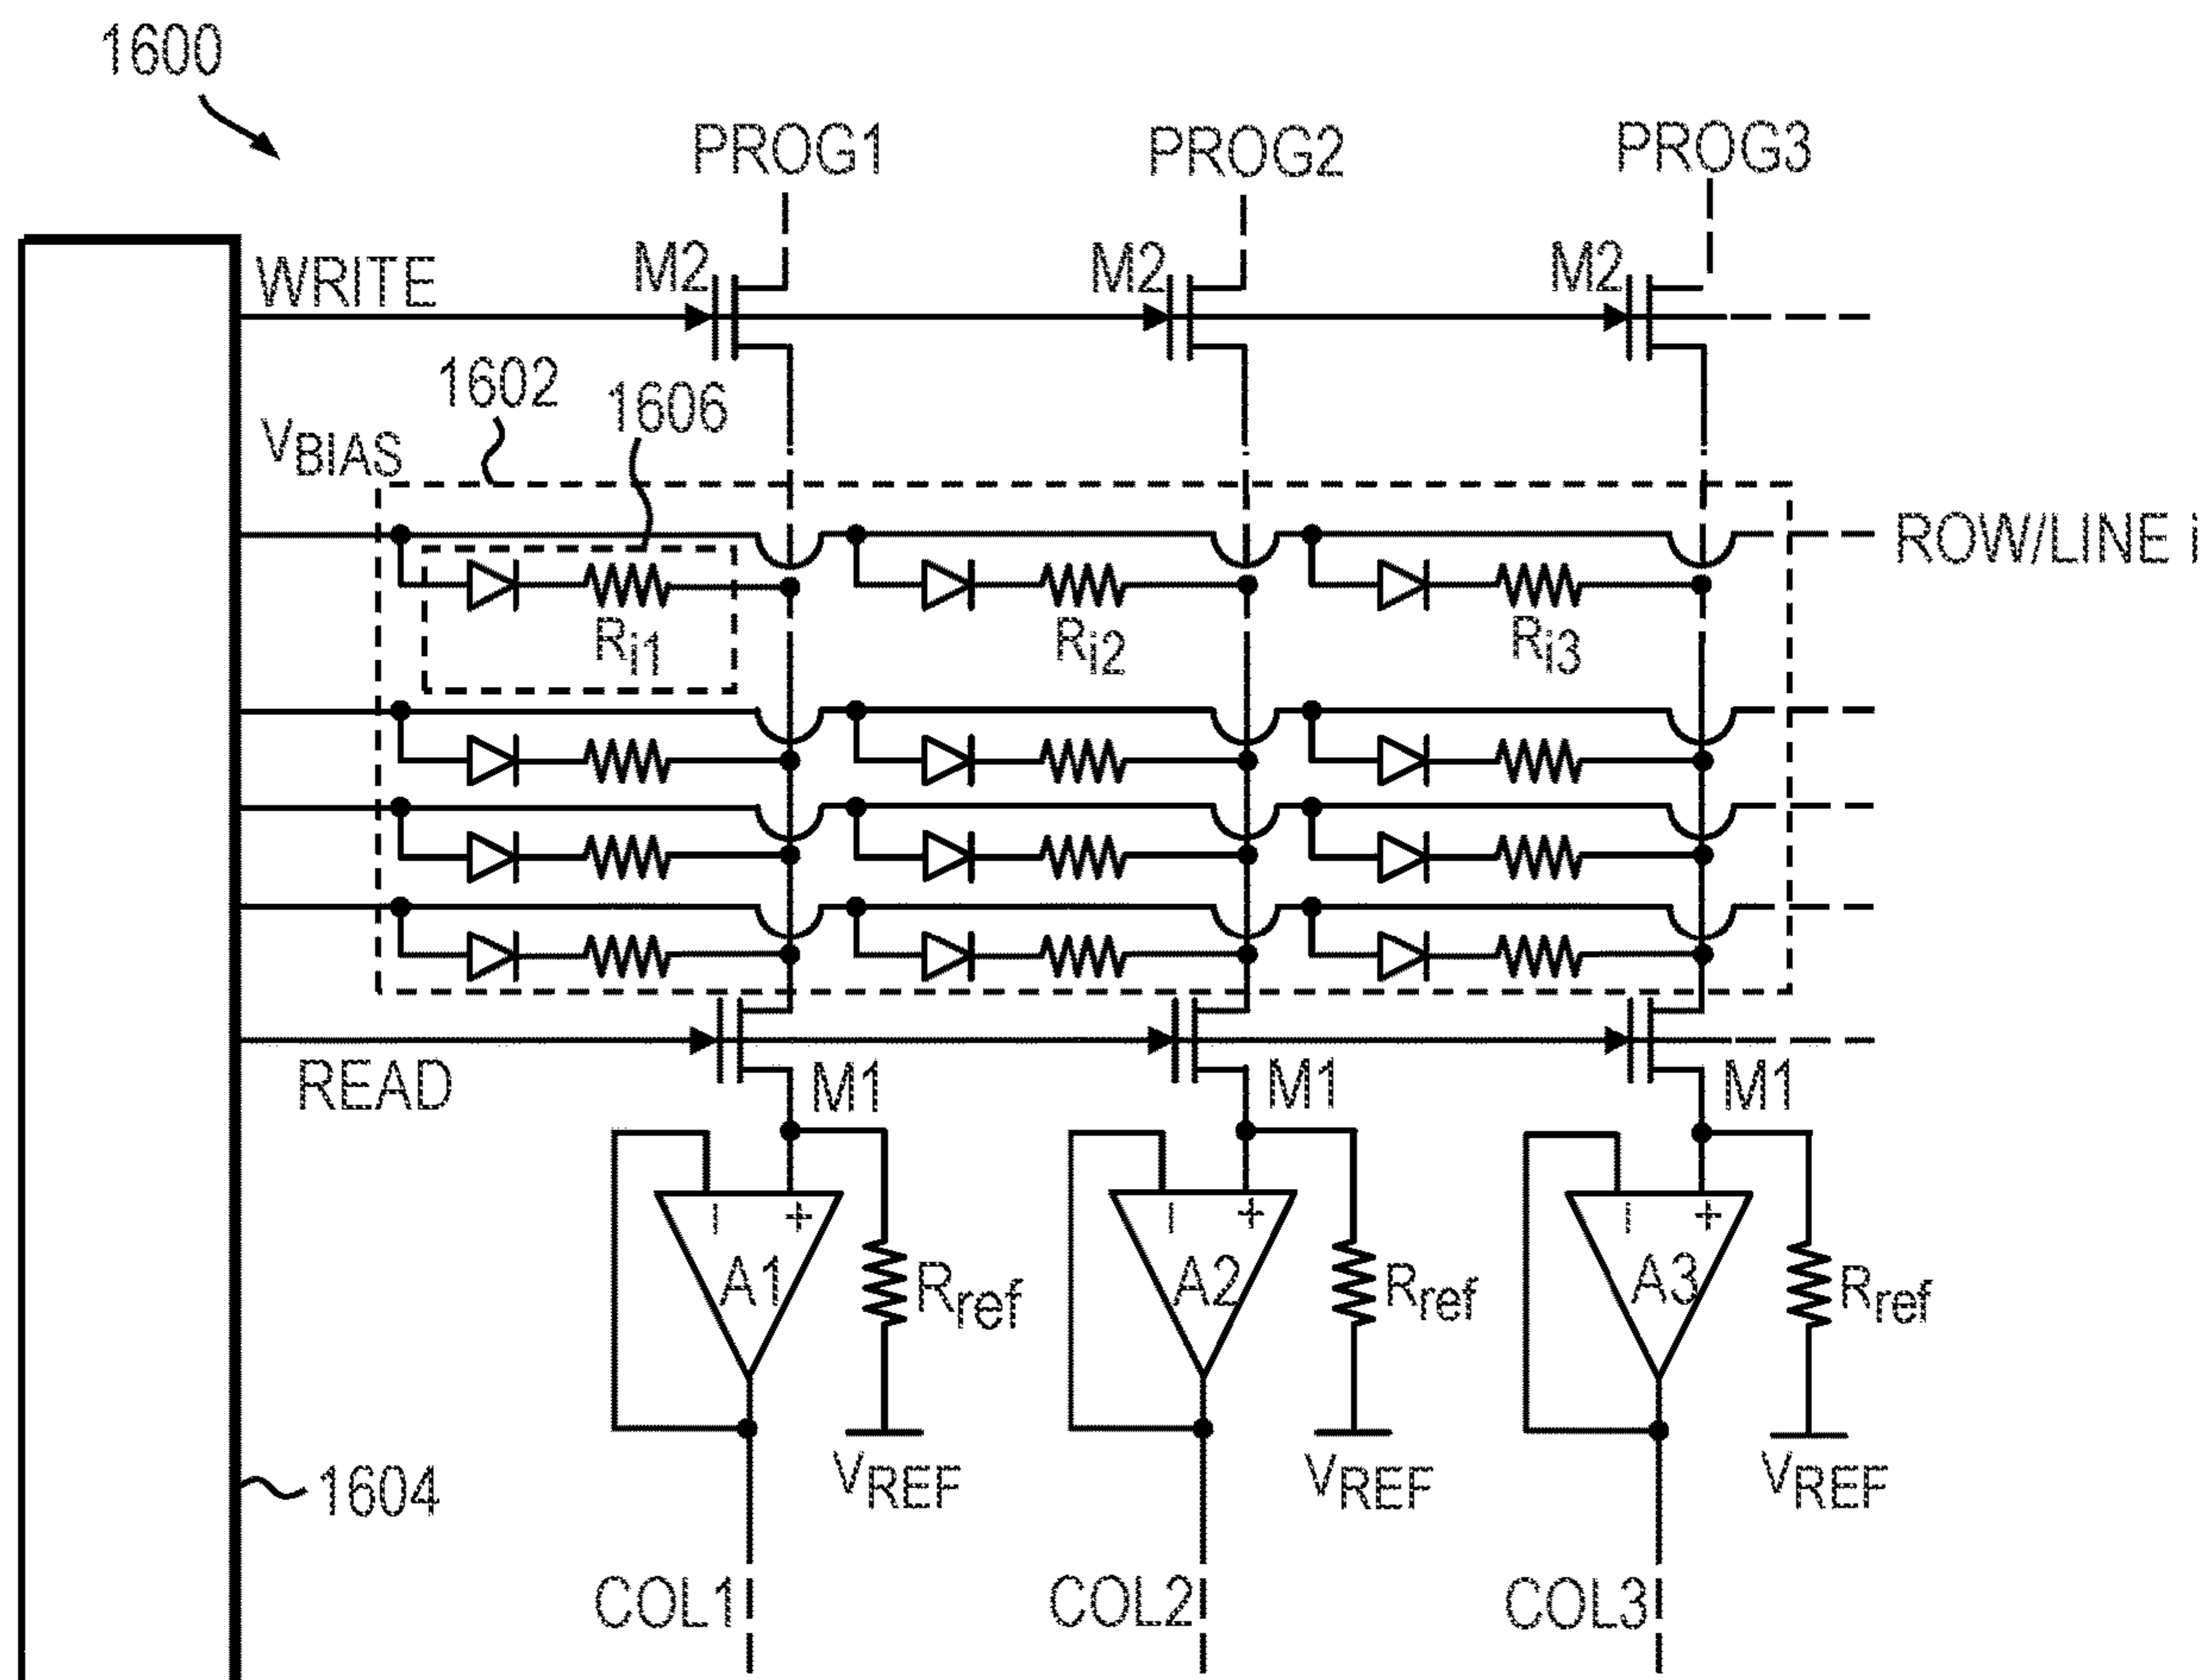 1600
PROG1 PROG2 PROG3
WRITE M2 M2 M2
1602 1606
VBIAS
ROW/LINE i
Ri1 Ri2 Ri3
READ M1 M1 M1
- + - + - +
A1 Rref A2 Rref A3 Rref
VREF VREF VREF
1604
COL1 COL2 COL3